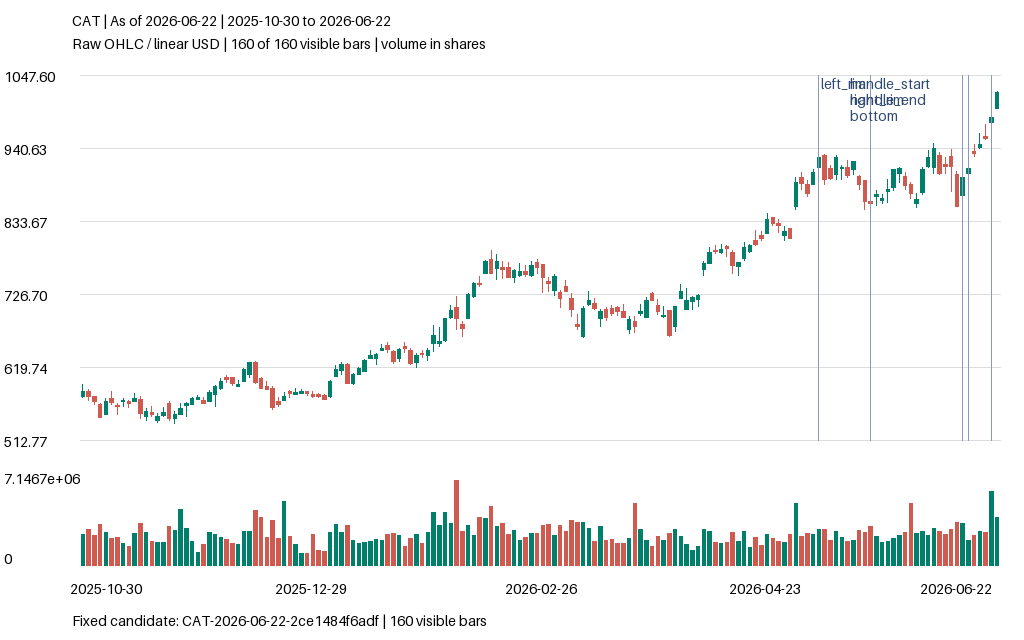 CAT | As of 2026-06-22 | 2025-10-30 to 2026-06-22
Raw OHLC / linear USD | 160 of 160 visible bars | volume in shares
1047.60
handle_start
bottom
940.63
833.67
726.70
619.74
512.77
7.1467e+06
0
2025-10-30 2025-12-29 2026-02-26 2026-04-23 2026-06-22
Fixed candidate: CAT-2026-06-22-2ce1484f6adf | 160 visible bars